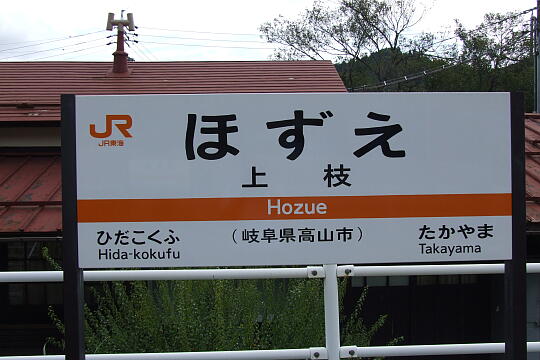 JR
JR東海
ほずえ
上枝
Hozue
ひだこくふ
Hida-kokufu
（岐阜県高山市）
たかやま
Takayama